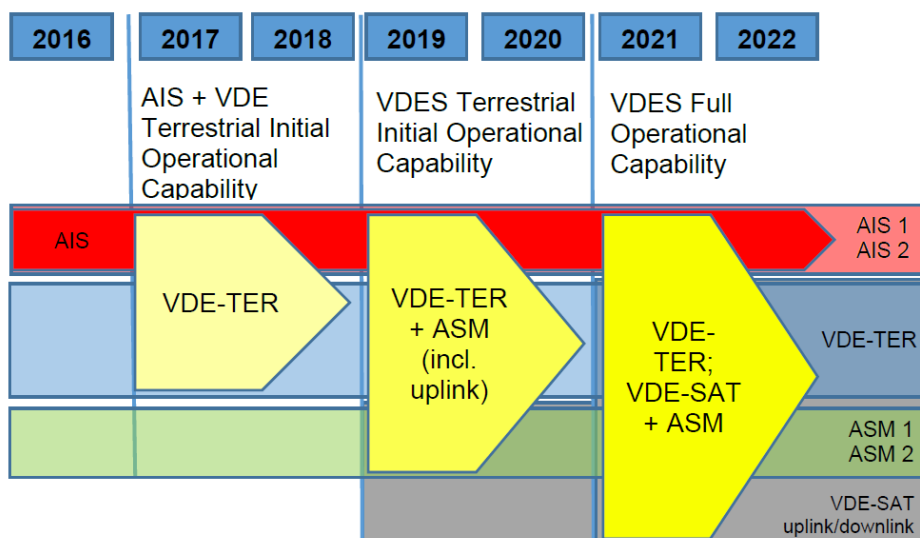 2016 2017 2018 2019 2020 2021 2022
AIS + VDE
Terrestrial Initial
Operational
Capability
VDES Terrestrial
Initial Operational
Capability
VDES Full
Operational
Capability
AIS
AIS 1
AIS 2
VDE-TER
VDE-TER
+ ASM
(incl.
uplink)
VDE-
TER;
VDE-SAT
+ ASM
VDE-TER
ASM 1
ASM 2
VDE-SAT
uplink/downlink